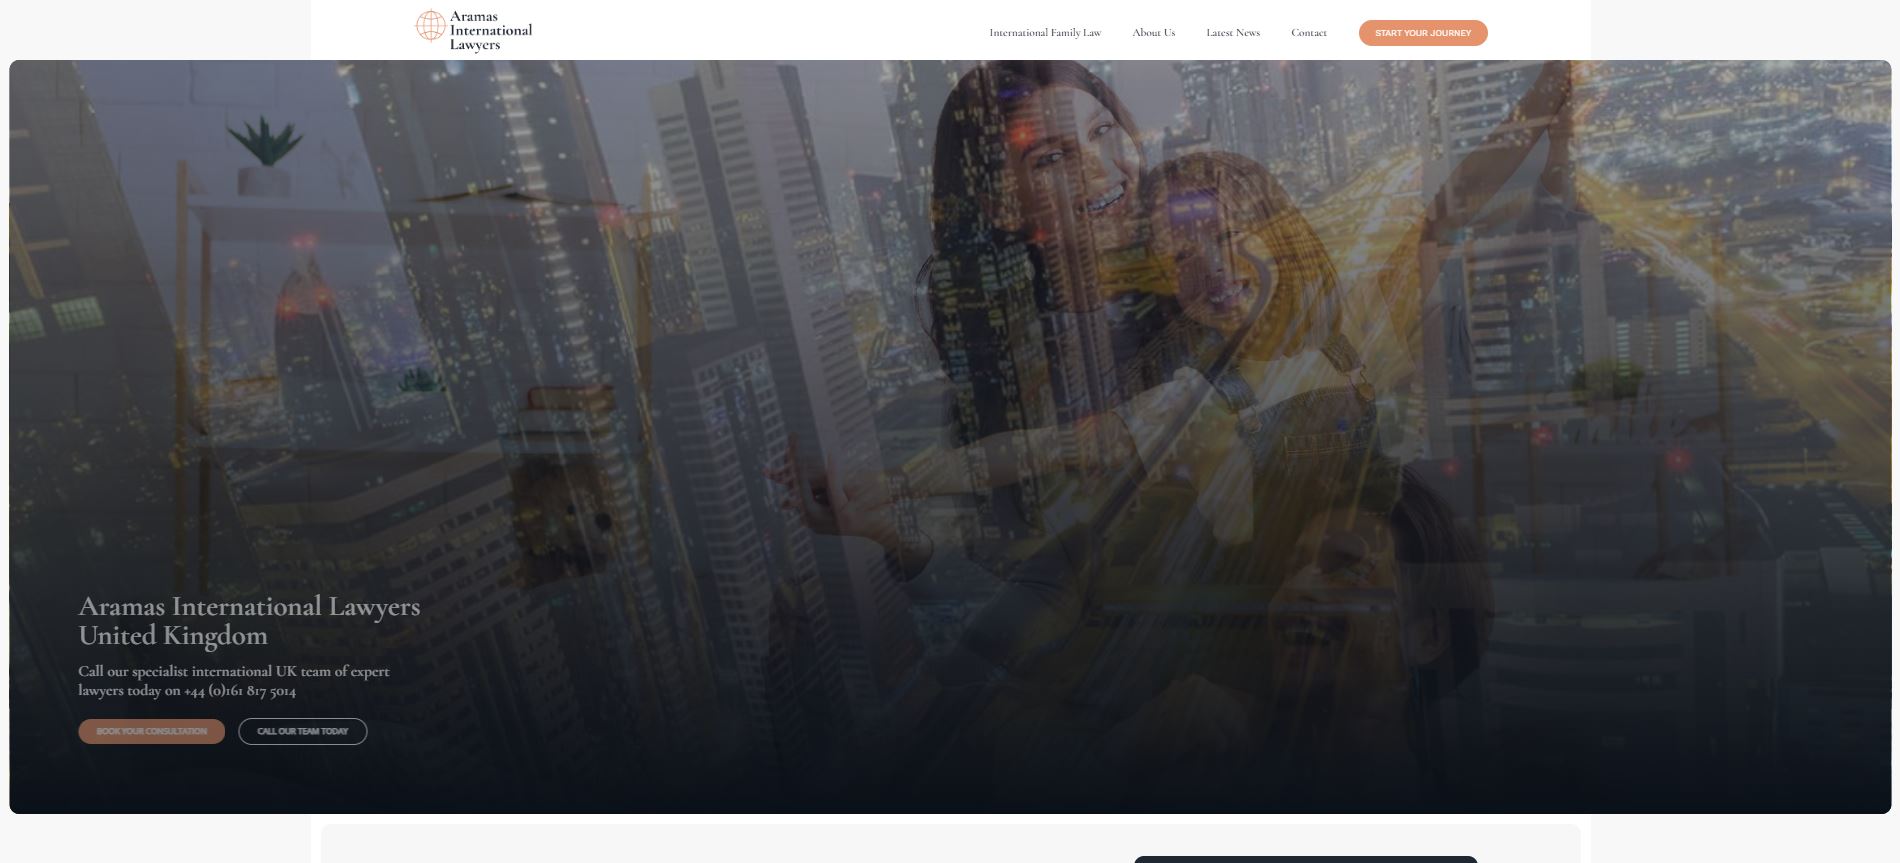 Aramas
International
Lawyers
International Family Law
About Us
Latest News
Contact
START YOUR JOURNEY
Aramas International Lawyers
United Kingdom
Call our specialist international UK team of expert
lawyers today on +44 (0)161 817 5014
BOOK YOUR CONSULTATION
CALL OUR TEAM TODAY